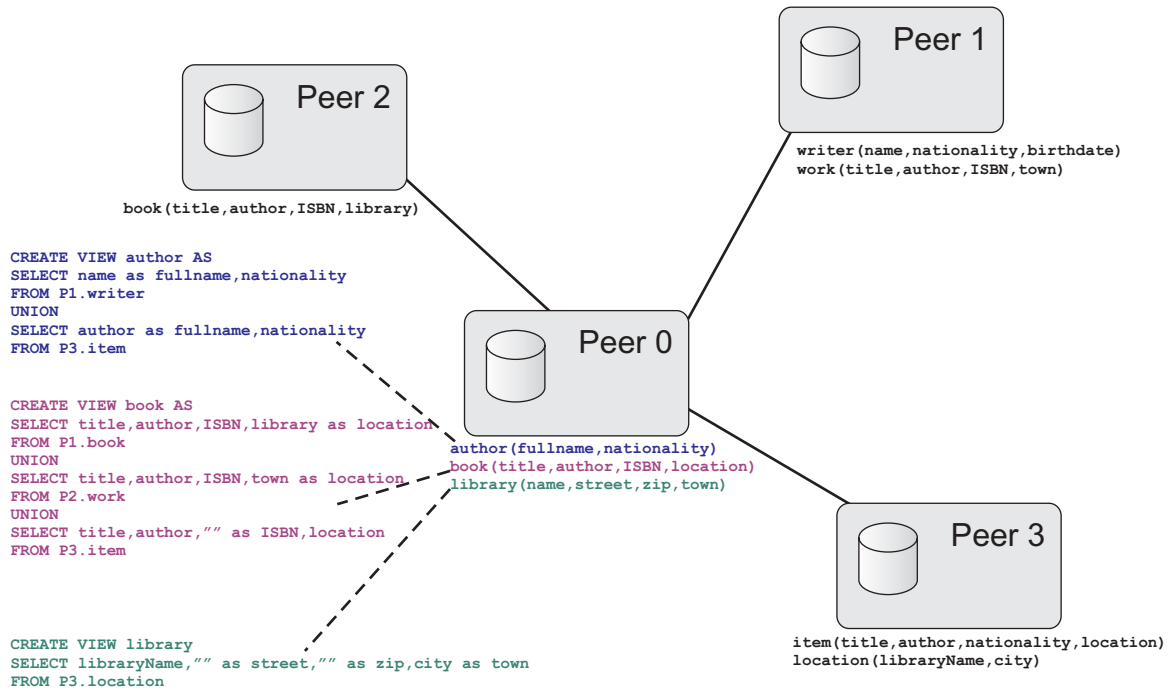 Peer 1
writer(name,nationality,birthdate)
work(title,author,ISBN,town)
Peer 2
book(title,author,ISBN,library)
CREATE VIEW author AS
SELECT name as fullname,nationality
FROM P1.writer
UNION
SELECT author as fullname,nationality
FROM P3.item
Peer 0
author(fullname,nationality)
book(title,author,ISBN,location)
library(name,street,zip,town)
CREATE VIEW book AS
SELECT title,author,ISBN,library as location
FROM P1.book
UNION
SELECT title,author,ISBN,town as location
FROM P2.work
UNION
SELECT title,author,”” as ISBN,location
FROM P3.item
Peer 3
item(title,author,nationality,location)
location(libraryName,city)
CREATE VIEW library
SELECT libraryName,”” as street,”” as zip,city as town
FROM P3.location